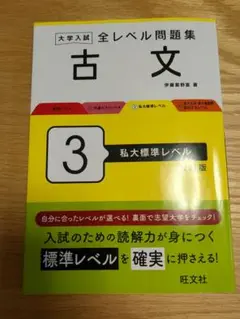 大学入試
全レベル問題集
古文
伊藤紫野富 著
3
私大標準レベル
版
自分に合ったレベルが選べる！裏面で志望大学をチェック！
入試のための読解力が身につく
標準レベルを確実に押さえる！
旺文社